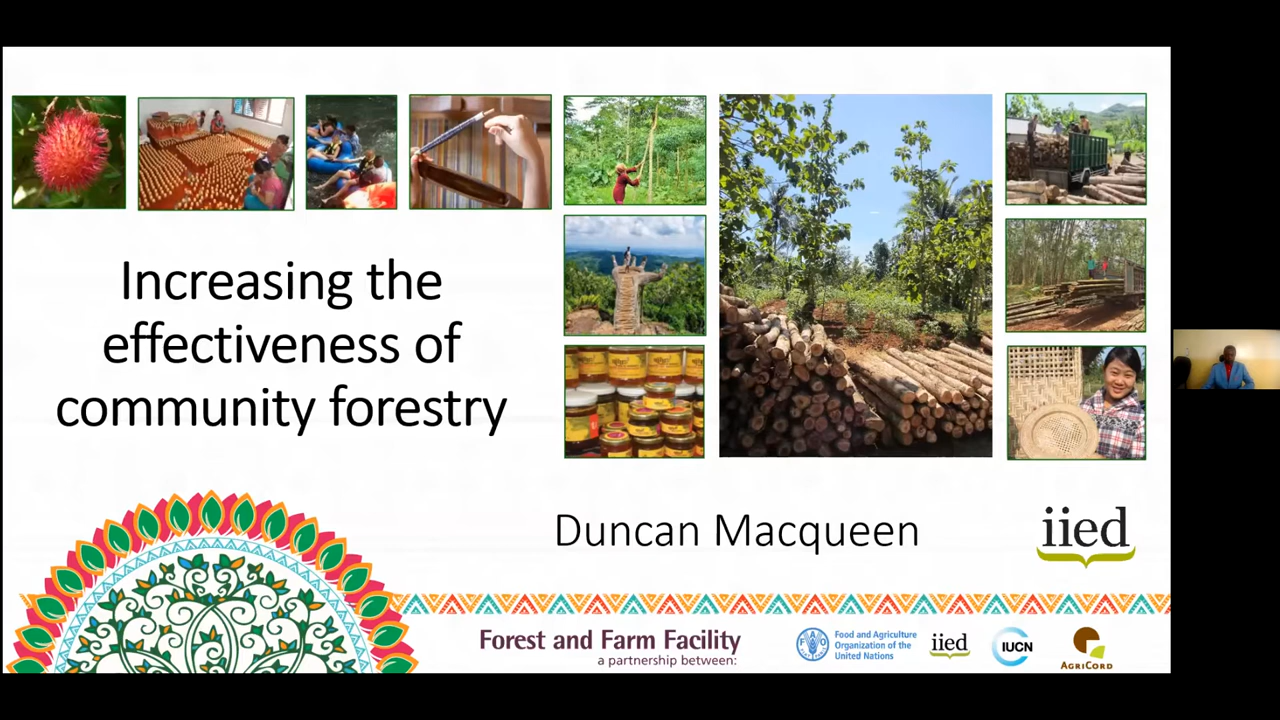 Increasing the
effectiveness of
community forestry
Duncan Macqueen
iied
Forest and Farm Facility
a partnership between:
FAO
Food and Agriculture
Organization of the
United Nations
iied
IUCN
AGRICORD